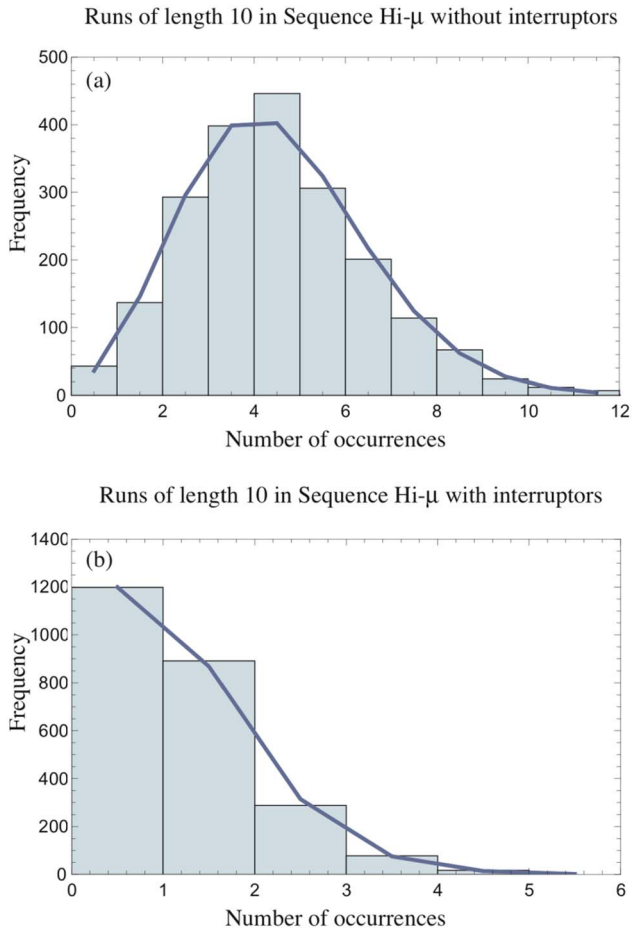 Runs of length 10 in Sequence Hi-μ without interruptors
(a)
500
400
300
200
100
0
Frequency
0 2 4 6 8 10 12
Number of occurrences
Runs of length 10 in Sequence Hi-μ with interruptors
(b)
1400
1200
1000
800
600
400
200
0
Frequency
0 1 2 3 4 5 6
Number of occurrences